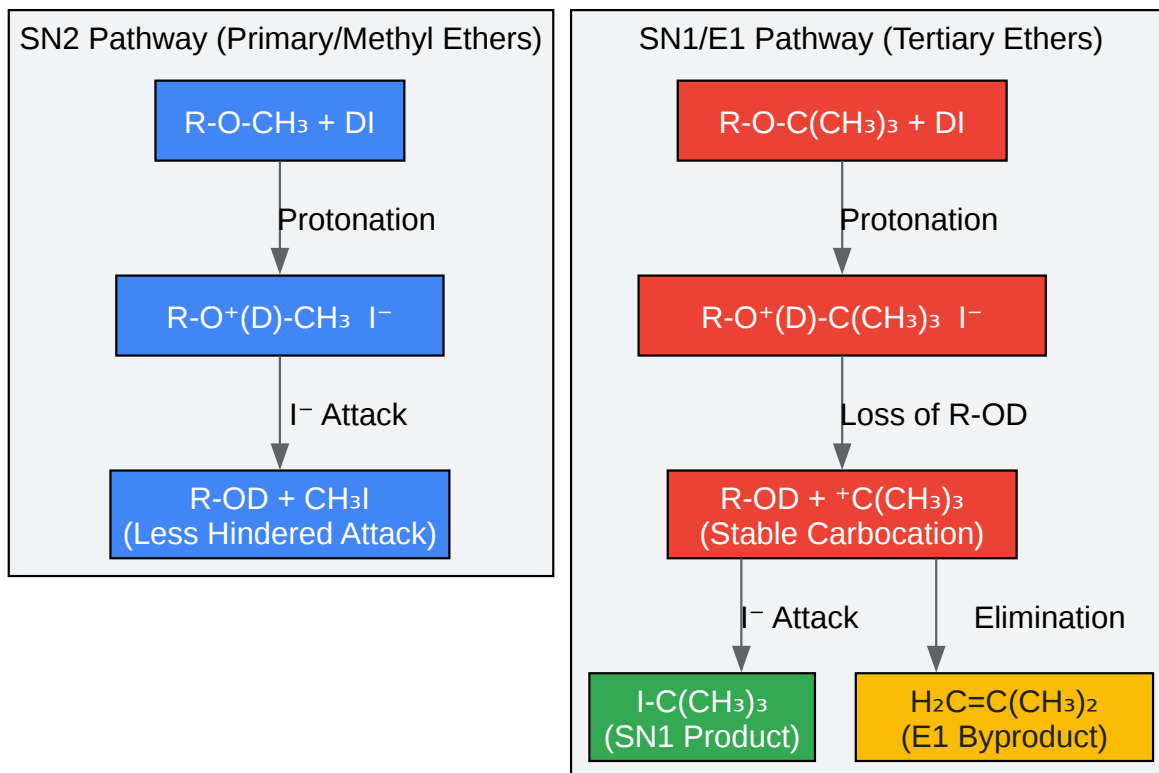 SN2 Pathway (Primary/Methyl Ethers)
R-O-CH₃ + DI
Protonation
R-O⁺(D)-CH₃ I⁻
I⁻ Attack
R-OD + CH₃I
(Less Hindered Attack)
SN1/E1 Pathway (Tertiary Ethers)
R-O-C(CH₃)₃ + DI
Protonation
R-O⁺(D)-C(CH₃)₃ I⁻
Loss of R-OD
R-OD + ⁺C(CH₃)₃
(Stable Carbocation)
I⁻ Attack
Elimination
I-C(CH₃)₃
(SN1 Product)
H₂C=C(CH₃)₂
(E1 Byproduct)